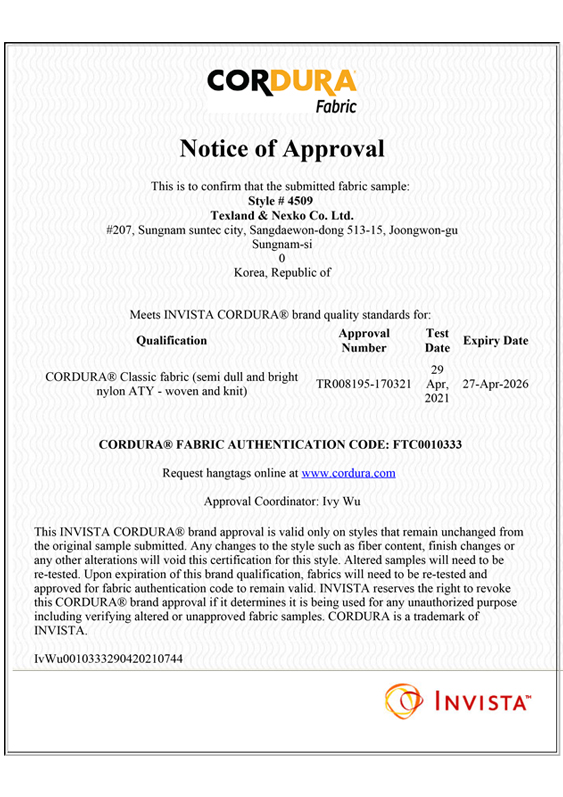 CORDURA
Fabric
Notice of Approval
This is to confirm that the submitted fabric sample:
Style # 4509
Texland & Nexko Co. Ltd.
#207, Sungnam suntec city, Sangdaewon-dong 513-15, Joongwon-gu
Sungnam-si
0
Korea, Republic of
Meets INVISTA CORDURA® brand quality standards for:
Qualification Approval Number Test Date Expiry Date
CORDURA® Classic fabric (semi dull and bright nylon ATY - woven and knit) TR008195-170321 29 Apr, 2021 27-Apr-2026
CORDURA® FABRIC AUTHENTICATION CODE: FTC0010333
Request hangtags online at www.cordura.com
Approval Coordinator: Ivy Wu
This INVISTA CORDURA® brand approval is valid only on styles that remain unchanged from
the original sample submitted. Any changes to the style such as fiber content, finish changes or
any other alterations will void this certification for this style. Altered samples will need to be
re-tested. Upon expiration of this brand qualification, fabrics will need to be re-tested and
approved for fabric authentication code to remain valid. INVISTA reserves the right to revoke
this CORDURA® brand approval if it determines it is being used for any unauthorized purpose
including verifying altered or unapproved fabric samples. CORDURA is a trademark of
INVISTA.
IvWu0010333290420210744
INVISTA™